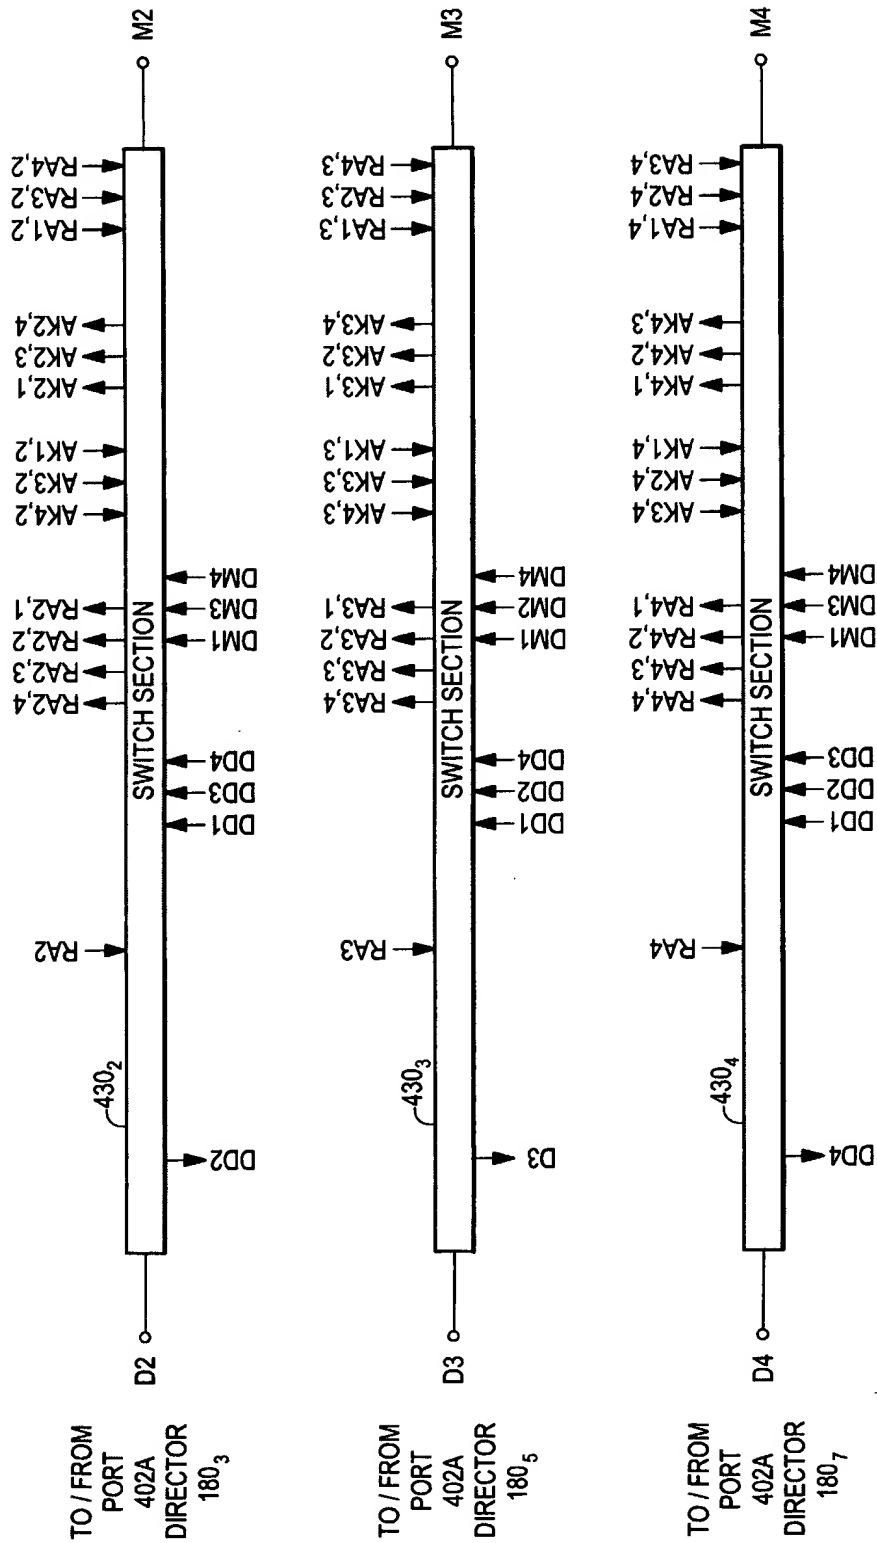 M2
RA4,2
RA3,2
RA1,2
AK2,4
AK2,3
AK2,1
AK1,2
AK3,2
AK4,2
DM4
DM3
DM1
RA2,1
RA2,2
RA2,3
RA2,4
SWITCH SECTION
DD4
DD3
DD1
RA2
430₂
DD2
D2
TO / FROM
PORT
402A
DIRECTOR
180₃
M3
RA4,3
RA2,3
RA1,3
AK3,4
AK3,2
AK3,1
AK1,3
AK3,3
AK4,3
DM4
DM2
DM1
RA3,1
RA3,2
RA3,3
RA3,4
SWITCH SECTION
DD4
DD2
DD1
RA3
430₃
D3
D3
TO / FROM
PORT
402A
DIRECTOR
180₅
M4
RA3,4
RA2,4
RA1,4
AK4,3
AK4,2
AK4,1
AK1,4
AK2,4
AK3,4
DM4
DM3
DM1
RA4,1
RA4,2
RA4,3
RA4,4
SWITCH SECTION
DD3
DD2
DD1
RA4
430₄
DD4
D4
TO / FROM
PORT
402A
DIRECTOR
180₇